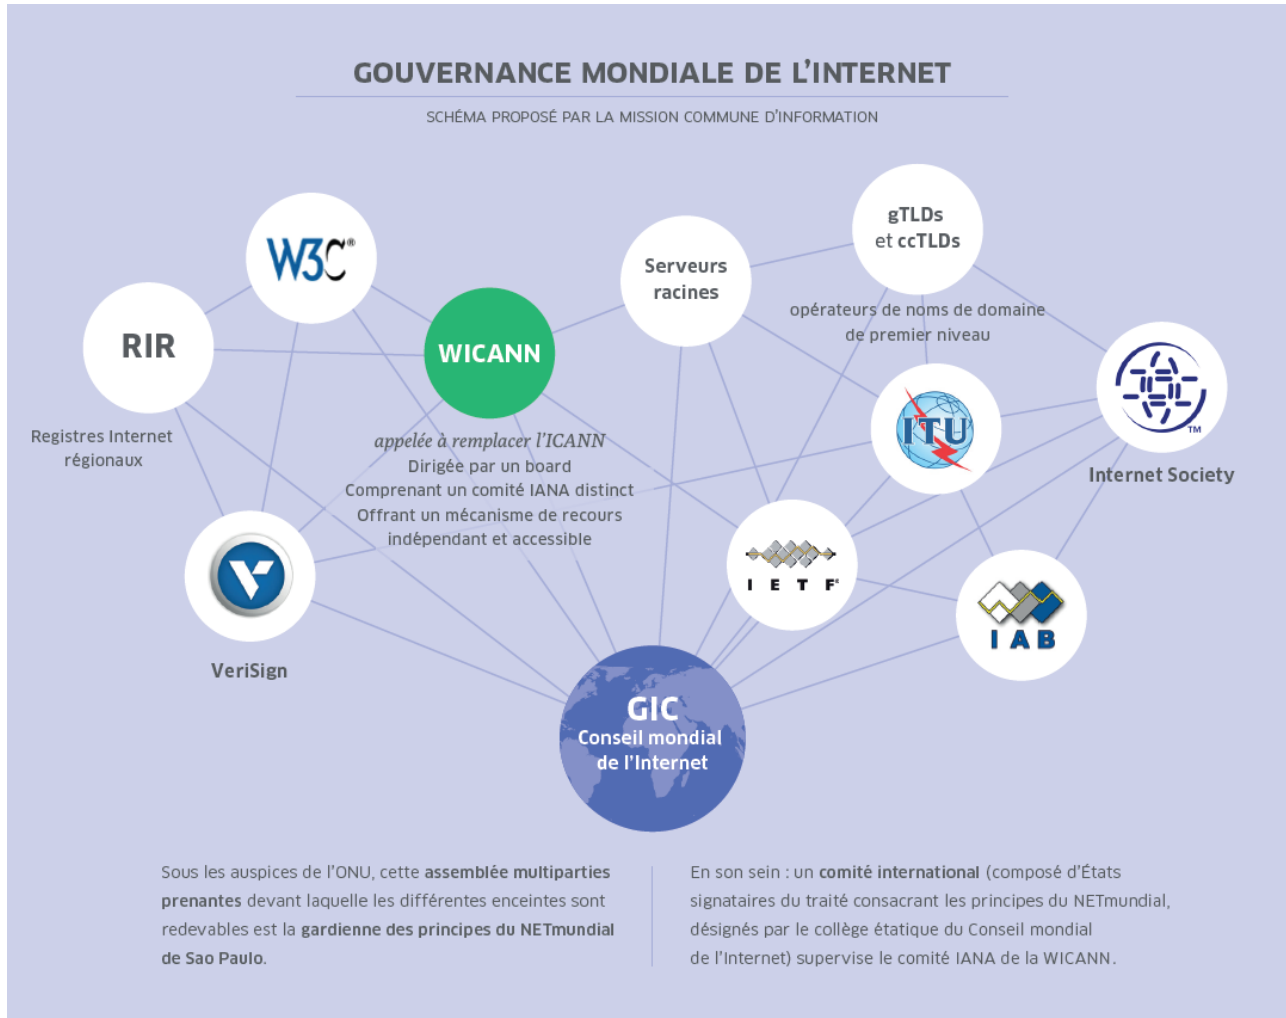 GOUVERNANCE MONDIALE DE L'INTERNET
SCHÉMA PROPOSÉ PAR LA MISSION COMMUNE D'INFORMATION
W3C®
RIR
Registres Internet
régionaux
WICANN
appelée à remplacer l'ICANN
Dirigée par un board
Comprenant un comité IANA distinct
Offrant un mécanisme de recours
indépendant et accessible
Serveurs
racines
gTLDs
et ccTLDs
opérateurs de noms de domaine
de premier niveau
ITU
TM
Internet Society
VeriSign
IETF®
IAB
GIC
Conseil mondial
de l'Internet
Sous les auspices de l'ONU, cette assemblée multiparties
prenantes devant laquelle les différentes enceintes sont
redevables est la gardienne des principes du NETmundial
de Sao Paulo.
En son sein : un comité international (composé d'États
signataires du traité consacrant les principes du NETmundial,
désignés par le collège étatique du Conseil mondial
de l'Internet) supervise le comité IANA de la WICANN.